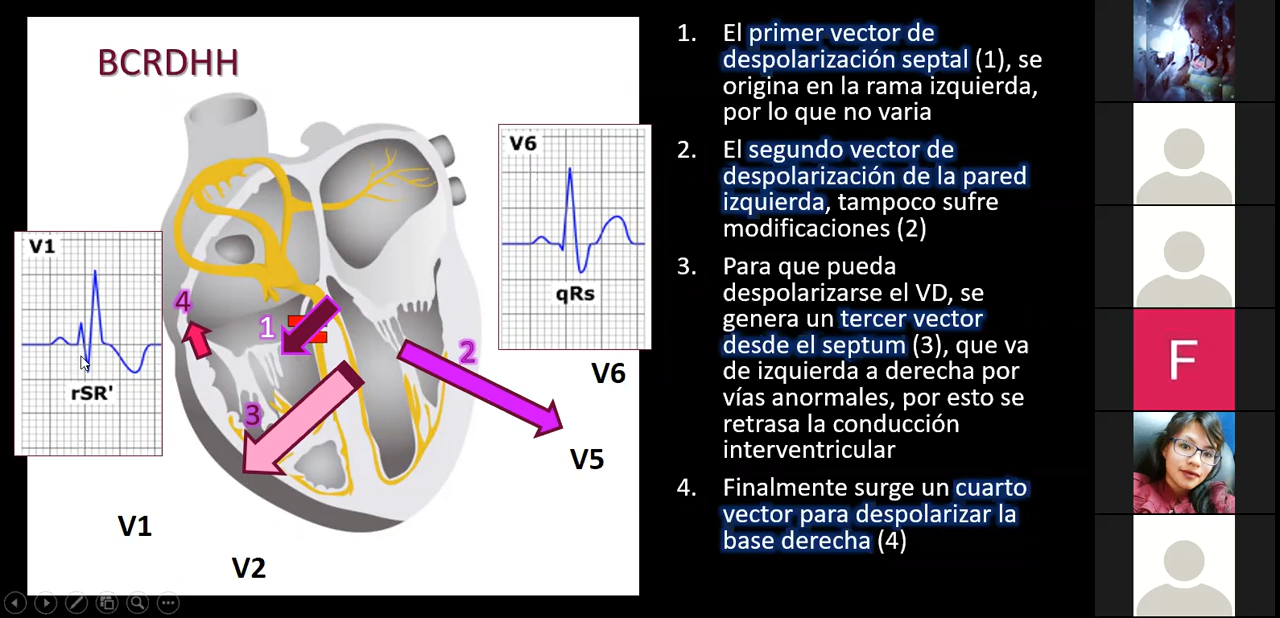 BCRDHH
V1
rSR'
V6
qRs
1
2
3
4
V6
V5
V1
V2
1. El primer vector de
despolarización septal (1), se
origina en la rama izquierda,
por lo que no varia
2. El segundo vector de
despolarización de la pared
izquierda, tampoco sufre
modificaciones (2)
3. Para que pueda
despolarizarse el VD, se
genera un tercer vector
desde el septum (3), que va
de izquierda a derecha por
vías anormales, por esto se
retrasa la conducción
interventricular
4. Finalmente surge un cuarto
vector para despolarizar la
base derecha (4)
F